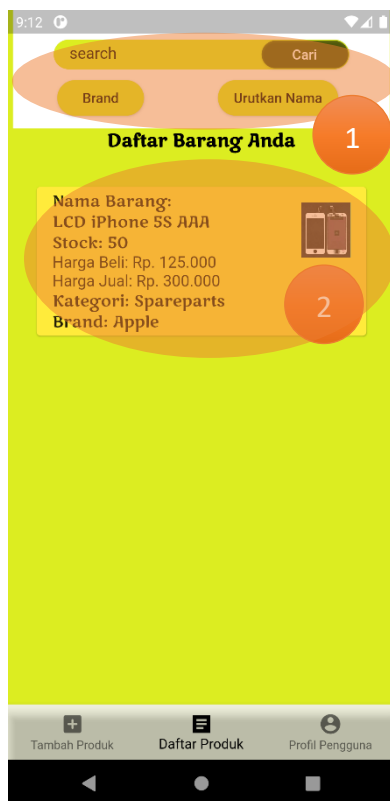 9:12
search
Cari
Brand
Urutkan Nama
1
Daftar Barang Anda
Nama Barang:
LCD iPhone 5S AAA
Stock: 50
Harga Beli: Rp. 125.000
Harga Jual: Rp. 300.000
Kategori: Spareparts
Brand: Apple
2
Tambah Produk
Daftar Produk
Profil Pengguna